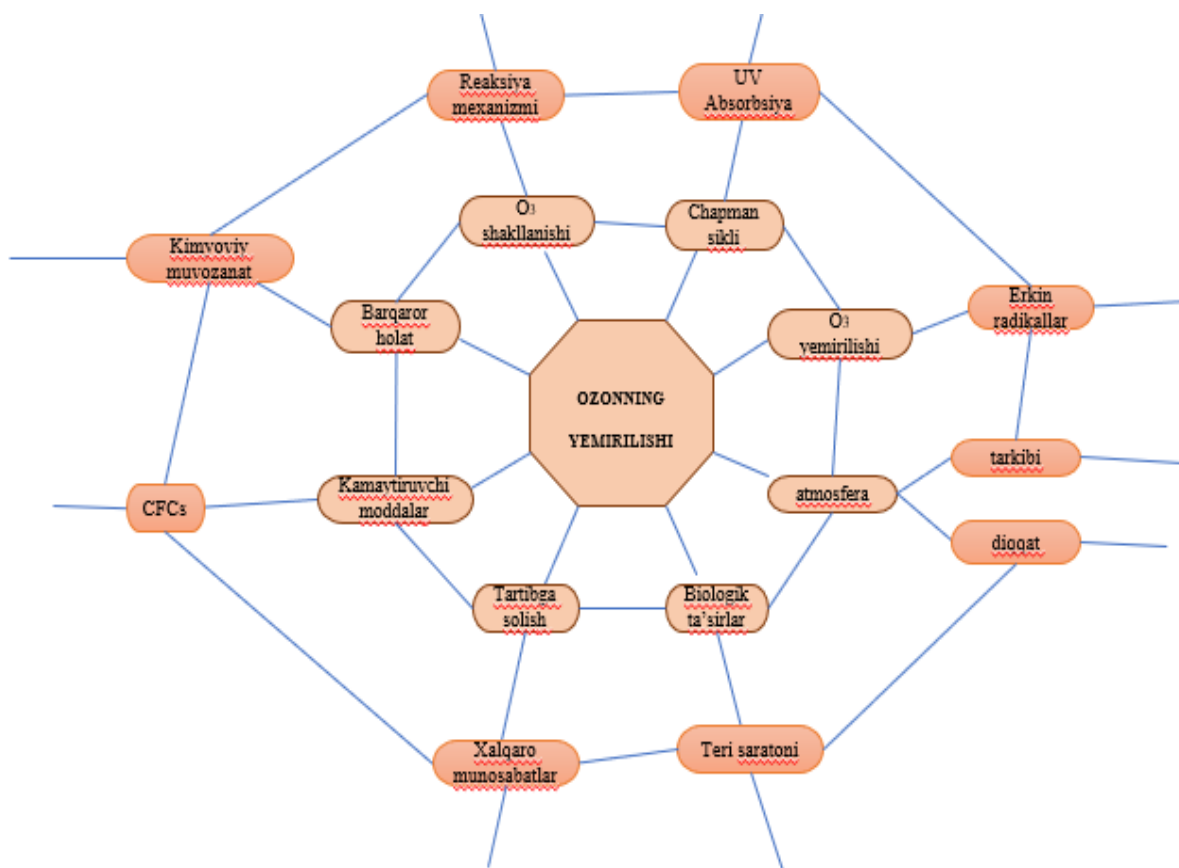 Reaksiya
mexanizmi
UV
Absorbsiya
O3
shakllanishi
Chapman
sikli
Kimyoviy
muvozanat
Barqaror
holat
O3
yemirilishi
Erkin
radikallar
OZONNING
YEMIRILISHI
tarkibi
Kamaytiruvchi
moddalar
atmosfera
CFCs
dioqat
Tartibga
solish
Biologik
ta’sirlar
Xalqaro
munosabatlar
Teri saratoni